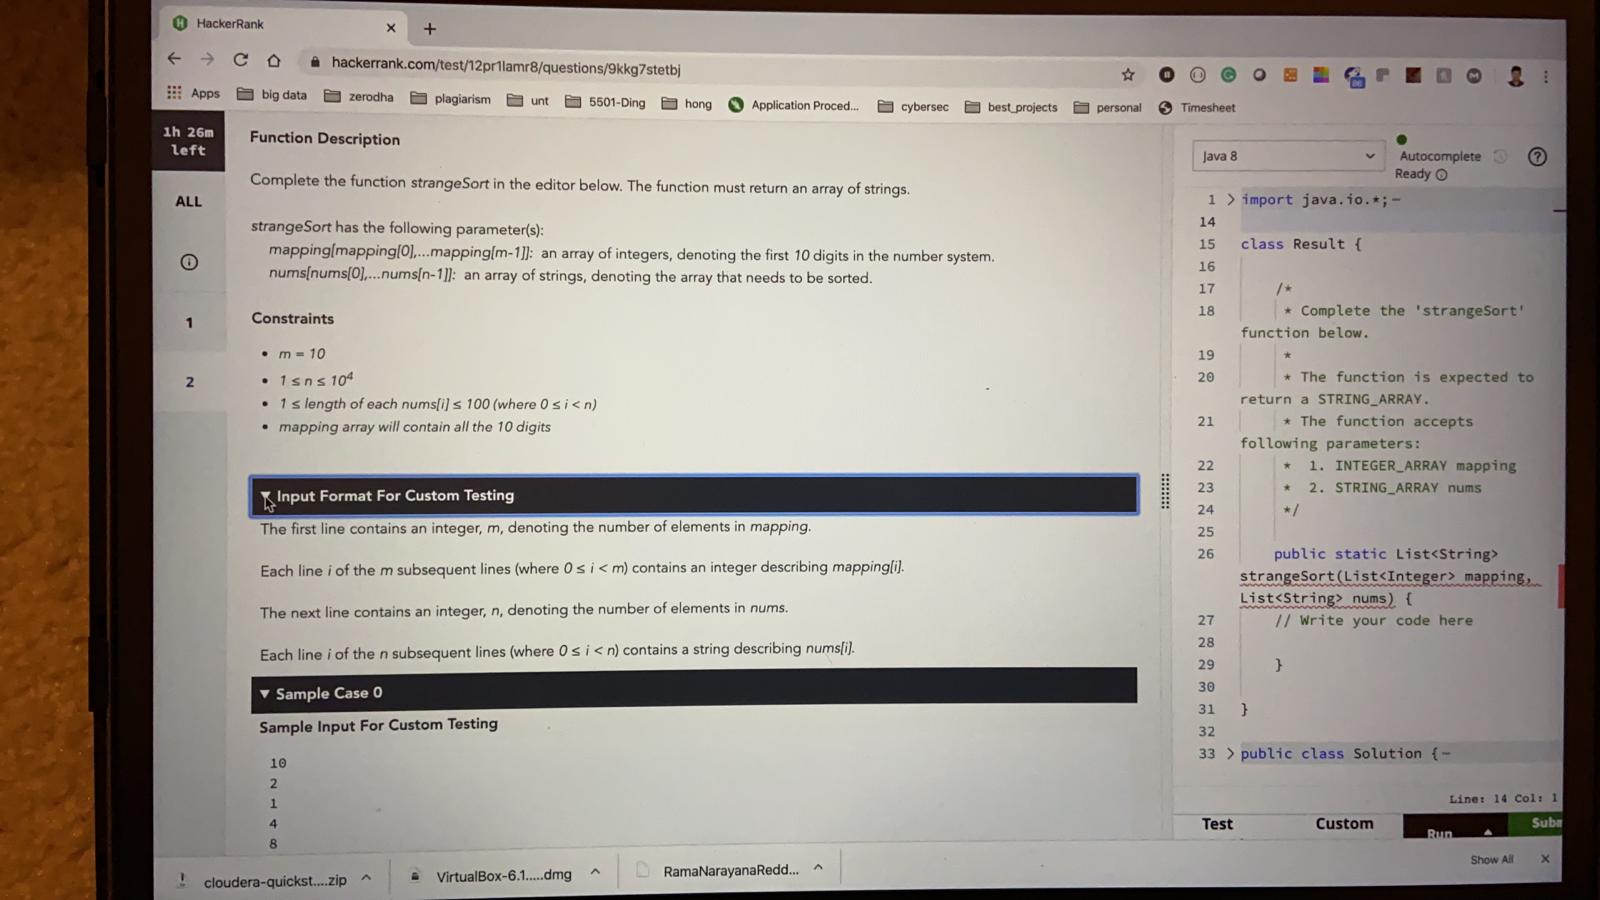 HackerRank
hackerrank.com/test/12pr1lamr8/questions/9kkg7stetbj
Apps
big data
zerodha
plagiarism
unt
5501-Ding
hong
Application Proced...
cybersec
best_projects
personal
Timesheet
1h 26m
left
ALL
1
2
Function Description
Complete the function strangeSort in the editor below. The function must return an array of strings.
strangeSort has the following parameter(s):
mapping[mapping[0],...mapping[m-1]]: an array of integers, denoting the first 10 digits in the number system.
nums[nums[0],...nums[n-1]]: an array of strings, denoting the array that needs to be sorted.
Constraints
• m = 10
• 1 ≤ n ≤ 10⁴
• 1 ≤ length of each nums[i] ≤ 100 (where 0 ≤ i < n)
• mapping array will contain all the 10 digits
▼ Input Format For Custom Testing
The first line contains an integer, m, denoting the number of elements in mapping.
Each line i of the m subsequent lines (where 0 ≤ i < m) contains an integer describing mapping[i].
The next line contains an integer, n, denoting the number of elements in nums.
Each line i of the n subsequent lines (where 0 ≤ i < n) contains a string describing nums[i].
▼ Sample Case 0
Sample Input For Custom Testing
10
2
1
4
8
Java 8
Autocomplete
Ready
1 > import java.io.*;
14
15 class Result {
16
17 /*
18 * Complete the 'strangeSort'
function below.
19 *
20 * The function is expected to
return a STRING_ARRAY.
21 * The function accepts
following parameters:
22 * 1. INTEGER_ARRAY mapping
23 * 2. STRING_ARRAY nums
24 */
25
26 public static List<String>
strangeSort(List<Integer> mapping,
List<String> nums) {
27 // Write your code here
28
29 }
30
31 }
32
33 > public class Solution {
Line: 14 Col: 1
Test
Custom
Run
Subm
cloudera-quickst....zip
VirtualBox-6.1.....dmg
RamaNarayanaRedd...
Show All